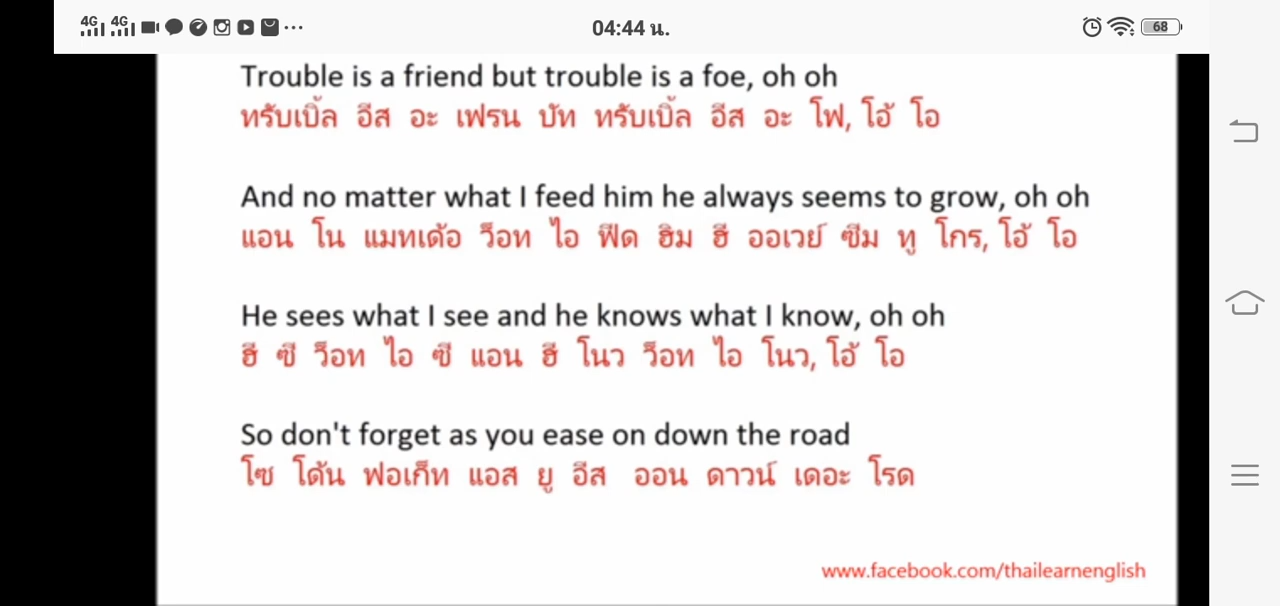 4G 4G 04:44 น. 68
Trouble is a friend but trouble is a foe, oh oh
ทรับเบิ้ล อีส อะ เฟรน บัท ทรับเบิ้ล อีส อะ โฟ, โอ้ โอ
And no matter what I feed him he always seems to grow, oh oh
แอน โน แมทเด้อ ว็อท ไอ ฟีด ฮิม ฮี ออเวย์ ซีม ทู โกร, โอ้ โอ
He sees what I see and he knows what I know, oh oh
ฮี ซี ว็อท ไอ ซี แอน ฮี โนว ว็อท ไอ โนว, โอ้ โอ
So don't forget as you ease on down the road
โซ โด้น ฟอเก็ท แอส ยู อีส ออน ดาวน์ เดอะ โรด
www.facebook.com/thailearnenglish